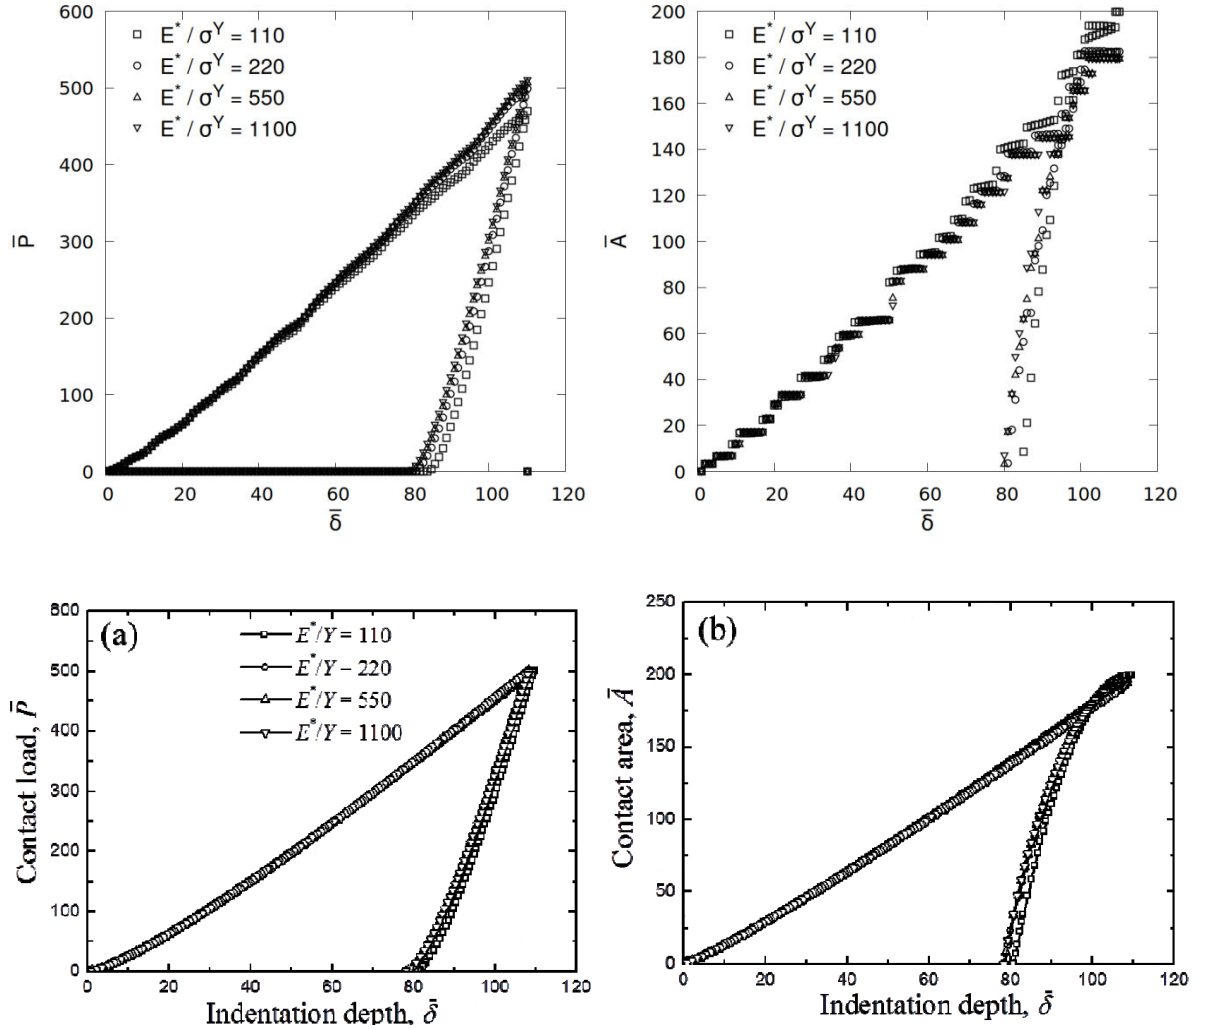 600
500
400
300
200
100
0
P̅
E* / σY = 110
E* / σY = 220
E* / σY = 550
E* / σY = 1100
0 20 40 60 80 100 120
δ̅
200
180
160
140
120
100
80
60
40
20
0
A̅
E* / σY = 110
E* / σY = 220
E* / σY = 550
E* / σY = 1100
0 20 40 60 80 100 120
δ̅
600
500
400
300
200
100
0
Contact load, P̅
(a)
E*/Y = 110
E*/Y = 220
E*/Y = 550
E*/Y = 1100
0 20 40 60 80 100 120
Indentation depth, δ̅
250
200
150
100
50
0
Contact area, A̅
(b)
0 20 40 60 80 100 120
Indentation depth, δ̅